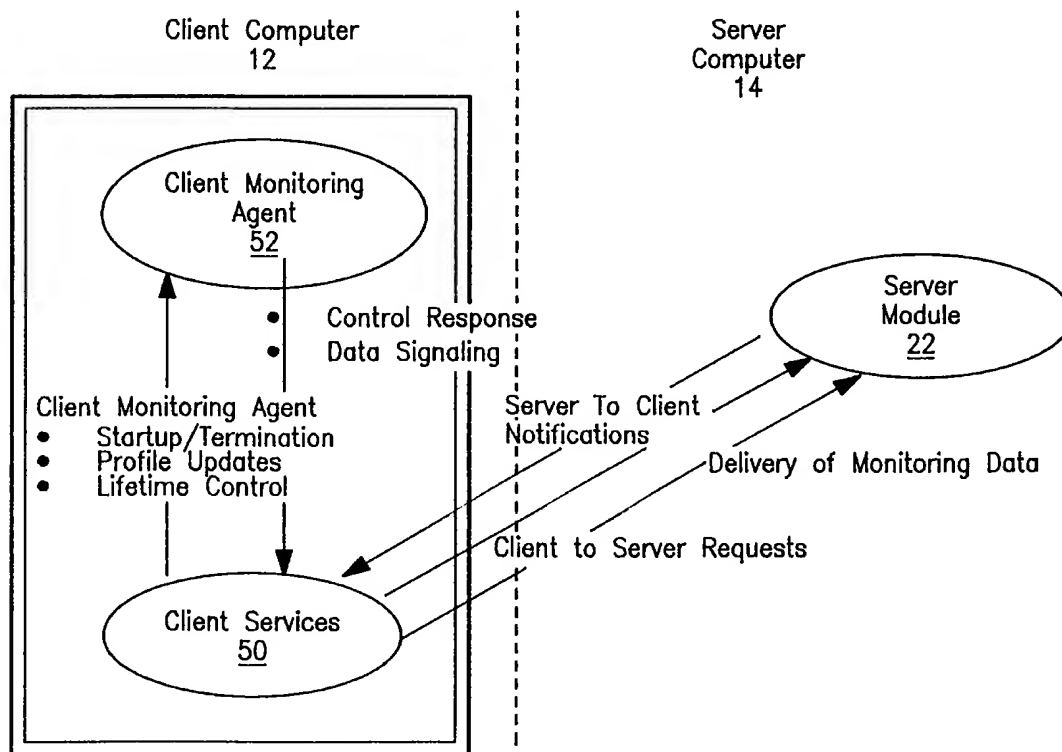 Client Computer
12
Server
Computer
14
Client Monitoring
Agent
52
• Control Response
• Data Signaling
Server
Module
22
Client Monitoring Agent
• Startup/Termination
• Profile Updates
• Lifetime Control
Server To Client
Notifications
Delivery of Monitoring Data
Client to Server Requests
Client Services
50